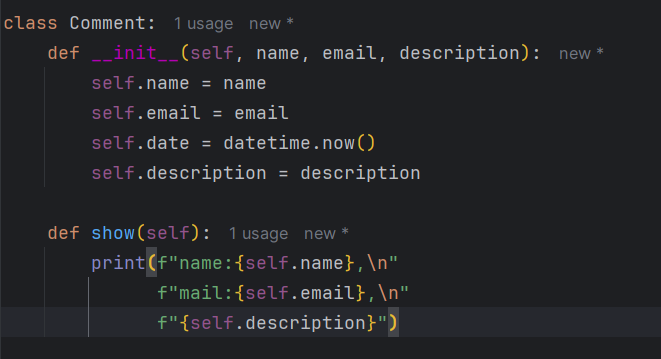 class Comment:  1 usage  new *
    def __init__(self, name, email, description):  new *
        self.name = name
        self.email = email
        self.date = datetime.now()
        self.description = description
    def show(self):  1 usage  new *
        print(f"name:{self.name},\n"
              f"mail:{self.email},\n"
              f"{self.description}")